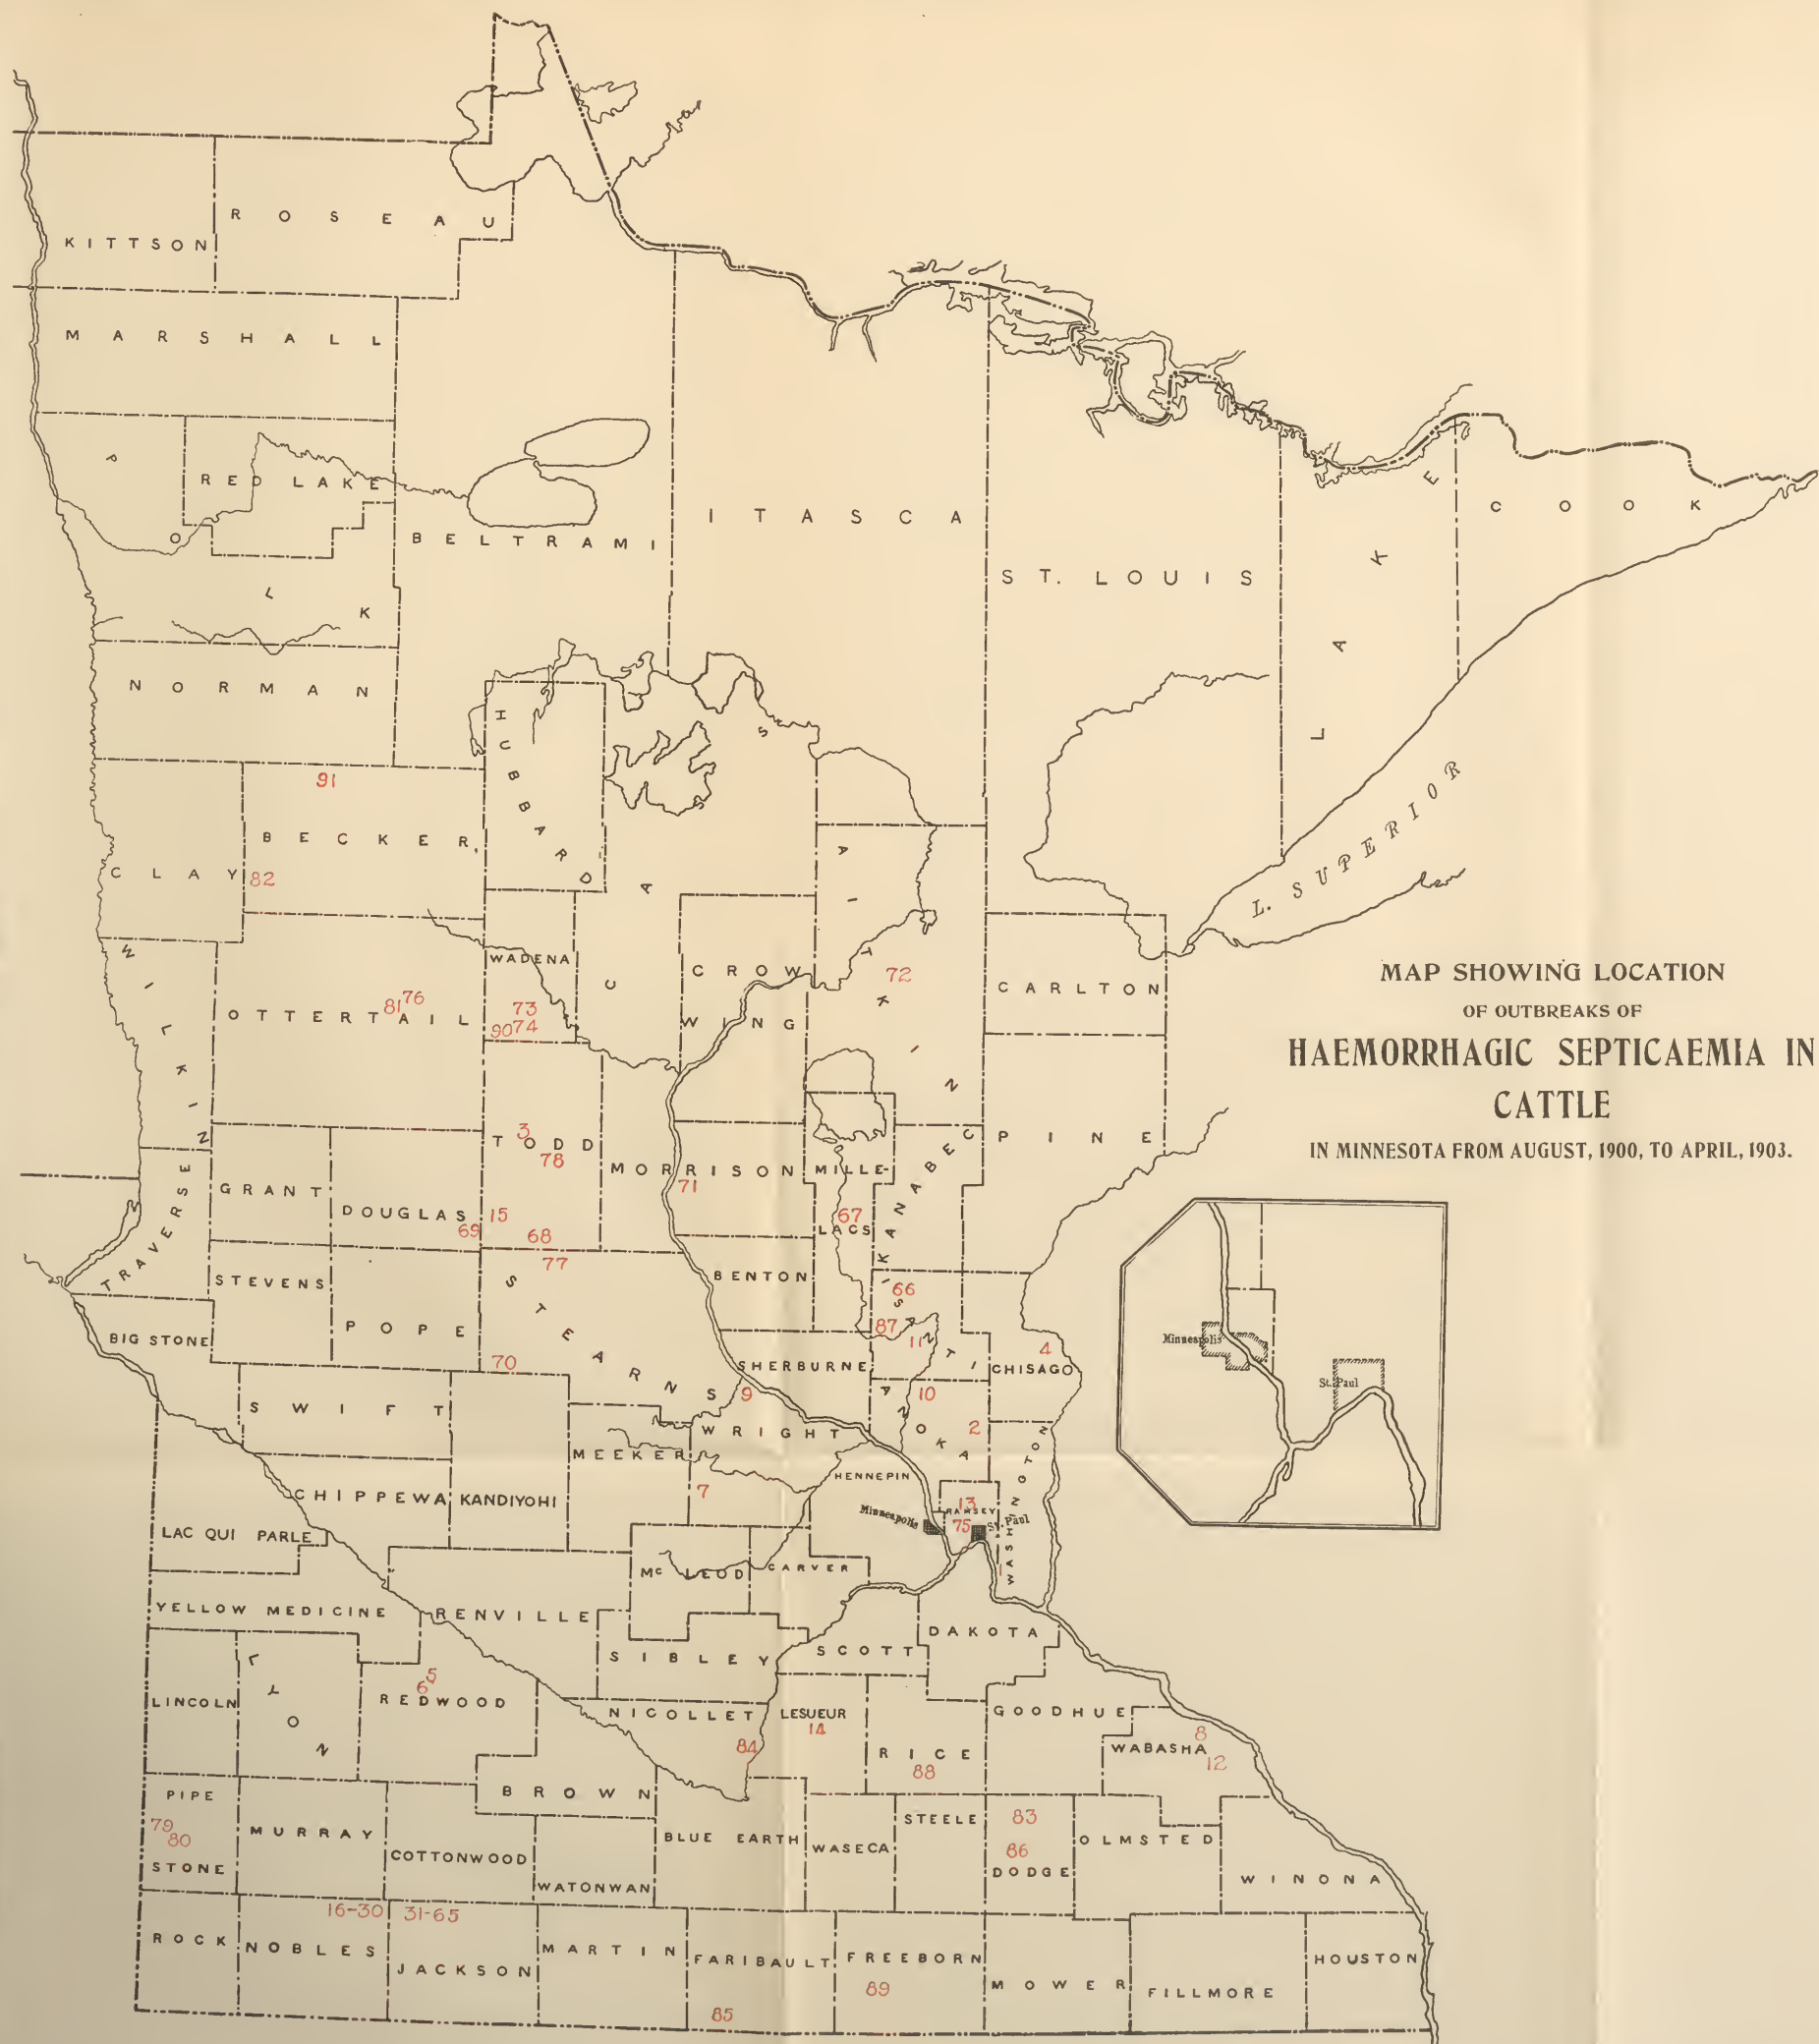 KITTSON
ROSEAU
MARSHALL
POLK
RED LAKE
BELTRAMI
ITASCA
ST. LOUIS
LAKE
COOK
NORMAN
HUBBARD
CASS
91
BECKER
CLAY
82
L. SUPERIOR
WILKIN
OTTERTAIL
81 76
WADENA
73
90 74
CROW
WING
AITKIN
72
CARLTON
MAP SHOWING LOCATION
OF OUTBREAKS OF
HAEMORRHAGIC SEPTICAEMIA IN
CATTLE
IN MINNESOTA FROM AUGUST, 1900, TO APRIL, 1903.
TRAVERSE
GRANT
DOUGLAS
69
3
TODD
78
15
68
MORRISON
71
MILLE-
67
LACS
KANABEC
PINE
STEVENS
POPE
77
STEARNS
70
BENTON
66
ISANTI
87
11
BIG STONE
SHERBURNE
9
4
CHISAGO
Minneapolis
St. Paul
SWIFT
MEEKER
WRIGHT
7
10
ANOKA
2
HENNEPIN
WASHINGTON
1
CHIPPEWA
KANDIYOHI
LAC QUI PARLE
13
RAMSEY
75
Minneapolis
St. Paul
Mc LEOD
CARVER
YELLOW MEDICINE
RENVILLE
SIBLEY
SCOTT
DAKOTA
LINCOLN
LYON
5
6
REDWOOD
NICOLLET
84
LESUEUR
14
RICE
88
GOODHUE
8
WABASHA
12
PIPE
79
80
STONE
MURRAY
COTTONWOOD
BROWN
WATONWAN
BLUE EARTH
WASECA
STEELE
83
86
DODGE
OLMSTED
WINONA
ROCK
16-30
NOBLES
31-65
JACKSON
MARTIN
FARIBAULT
85
FREEBORN
89
MOWER
FILLMORE
HOUSTON